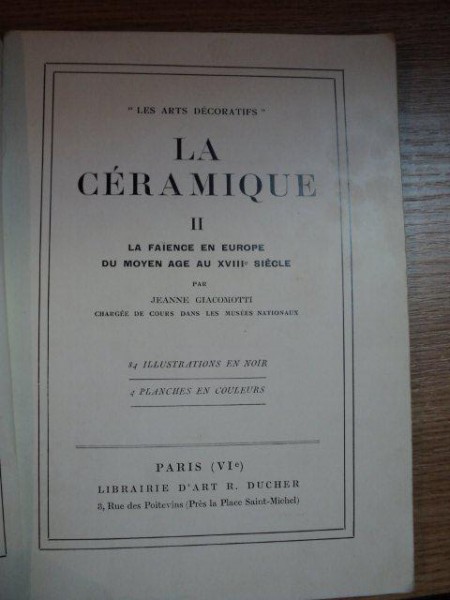 " LES ARTS DÉCORATIFS "
LA
CÉRAMIQUE
II
LA FAÏENCE EN EUROPE
DU MOYEN AGE AU XVIIIe SIÈCLE
PAR
JEANNE GIACOMOTTI
CHARGÉE DE COURS DANS LES MUSÉES NATIONAUX
84 ILLUSTRATIONS EN NOIR
4 PLANCHES EN COULEURS
PARIS (VIe)
LIBRAIRIE D'ART R. DUCHER
3, Rue des Poitevins (Près la Place Saint-Michel)